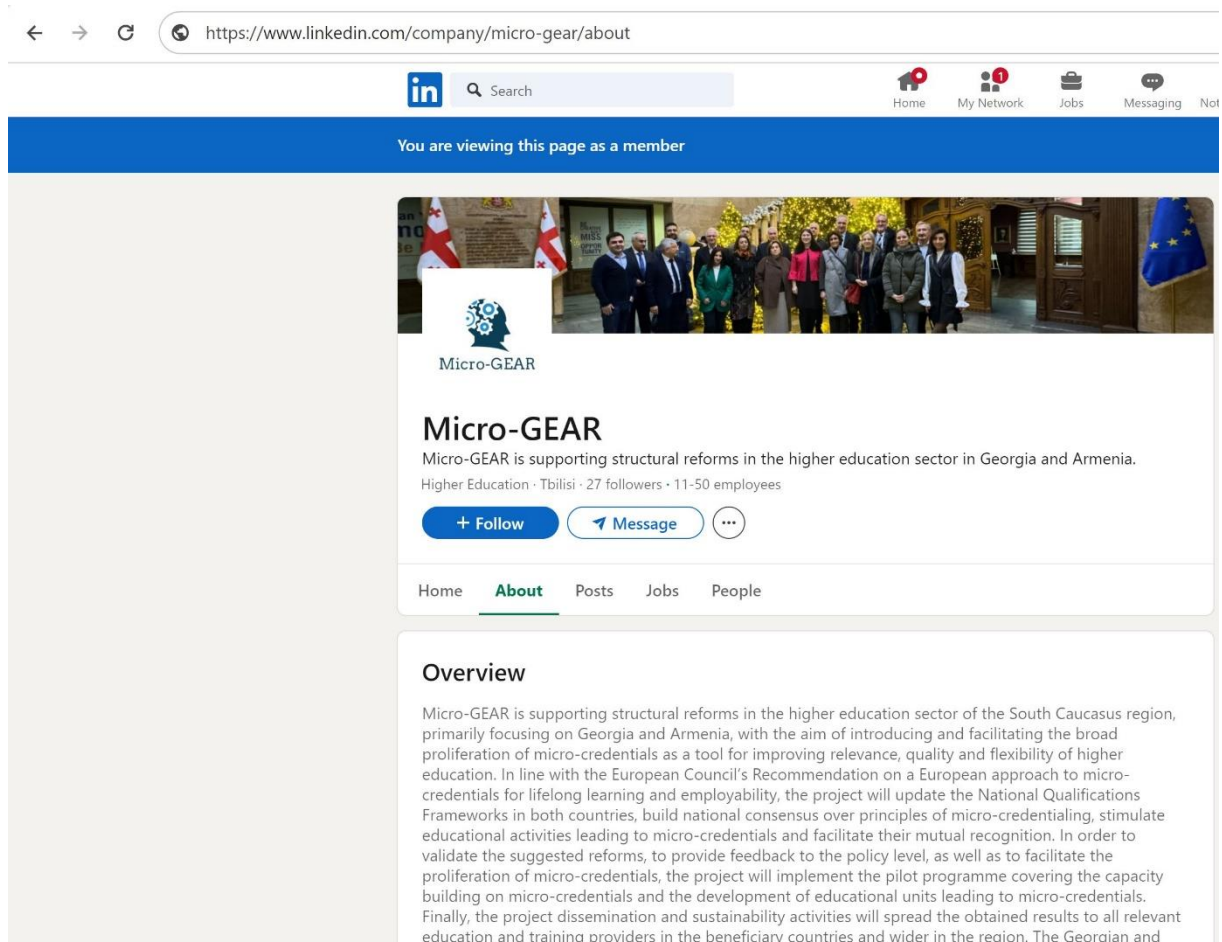 https://www.linkedin.com/company/micro-gear/about
in
Search
Home
1
My Network
Jobs
Messaging
Not
You are viewing this page as a member
MISS
OPPOR
TUNITY
Micro-GEAR
Micro-GEAR
Micro-GEAR is supporting structural reforms in the higher education sector in Georgia and Armenia.
Higher Education · Tbilisi · 27 followers · 11-50 employees
+ Follow
Message
Home
About
Posts
Jobs
People
Overview
Micro-GEAR is supporting structural reforms in the higher education sector of the South Caucasus region,
primarily focusing on Georgia and Armenia, with the aim of introducing and facilitating the broad
proliferation of micro-credentials as a tool for improving relevance, quality and flexibility of higher
education. In line with the European Council's Recommendation on a European approach to micro-
credentials for lifelong learning and employability, the project will update the National Qualifications
Frameworks in both countries, build national consensus over principles of micro-credentialing, stimulate
educational activities leading to micro-credentials and facilitate their mutual recognition. In order to
validate the suggested reforms, to provide feedback to the policy level, as well as to facilitate the
proliferation of micro-credentials, the project will implement the pilot programme covering the capacity
building on micro-credentials and the development of educational units leading to micro-credentials.
Finally, the project dissemination and sustainability activities will spread the obtained results to all relevant
education and training providers in the beneficiary countries and wider in the region. The Georgian and